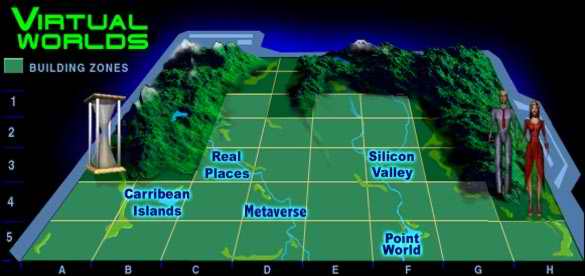 VIRTUAL
WORLDS
BUILDING ZONES
1
2
3
4
5
Real
Places
Silicon
Valley
Carribean
Islands
Metaverse
Point
World
A B C D E F G H